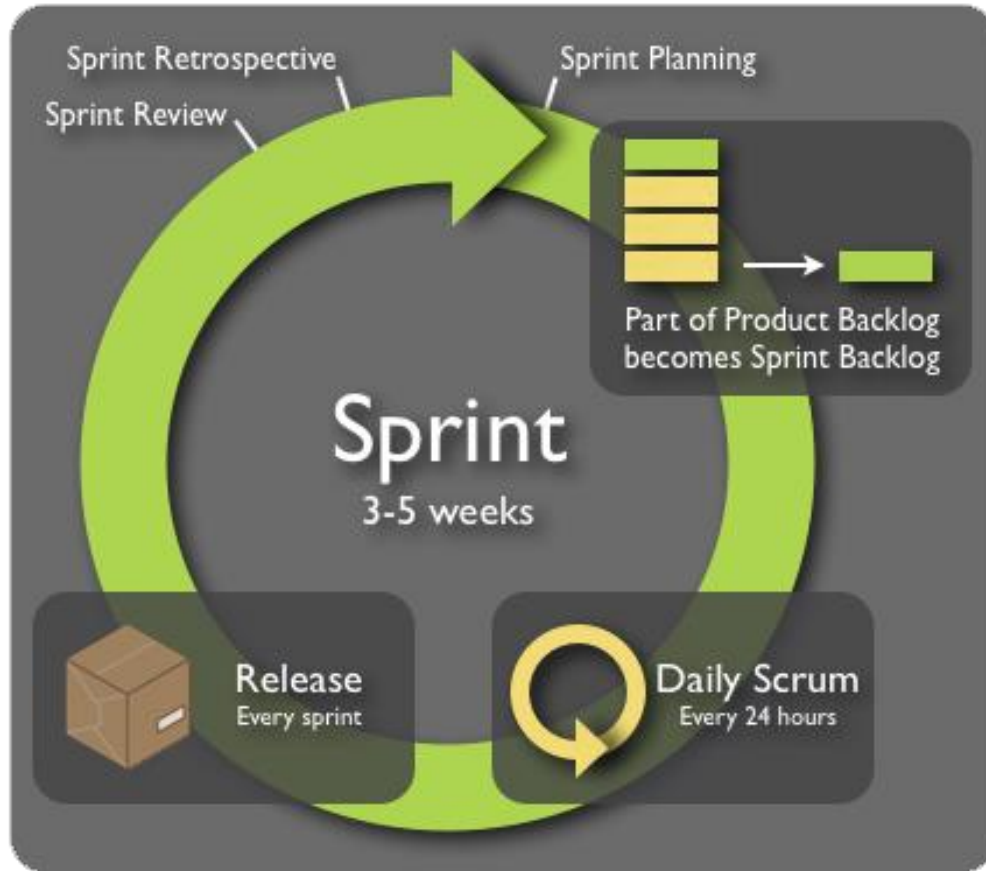 Sprint Retrospective
Sprint Review
Sprint Planning
Part of Product Backlog
becomes Sprint Backlog
Sprint
3-5 weeks
Release
Every sprint
Daily Scrum
Every 24 hours